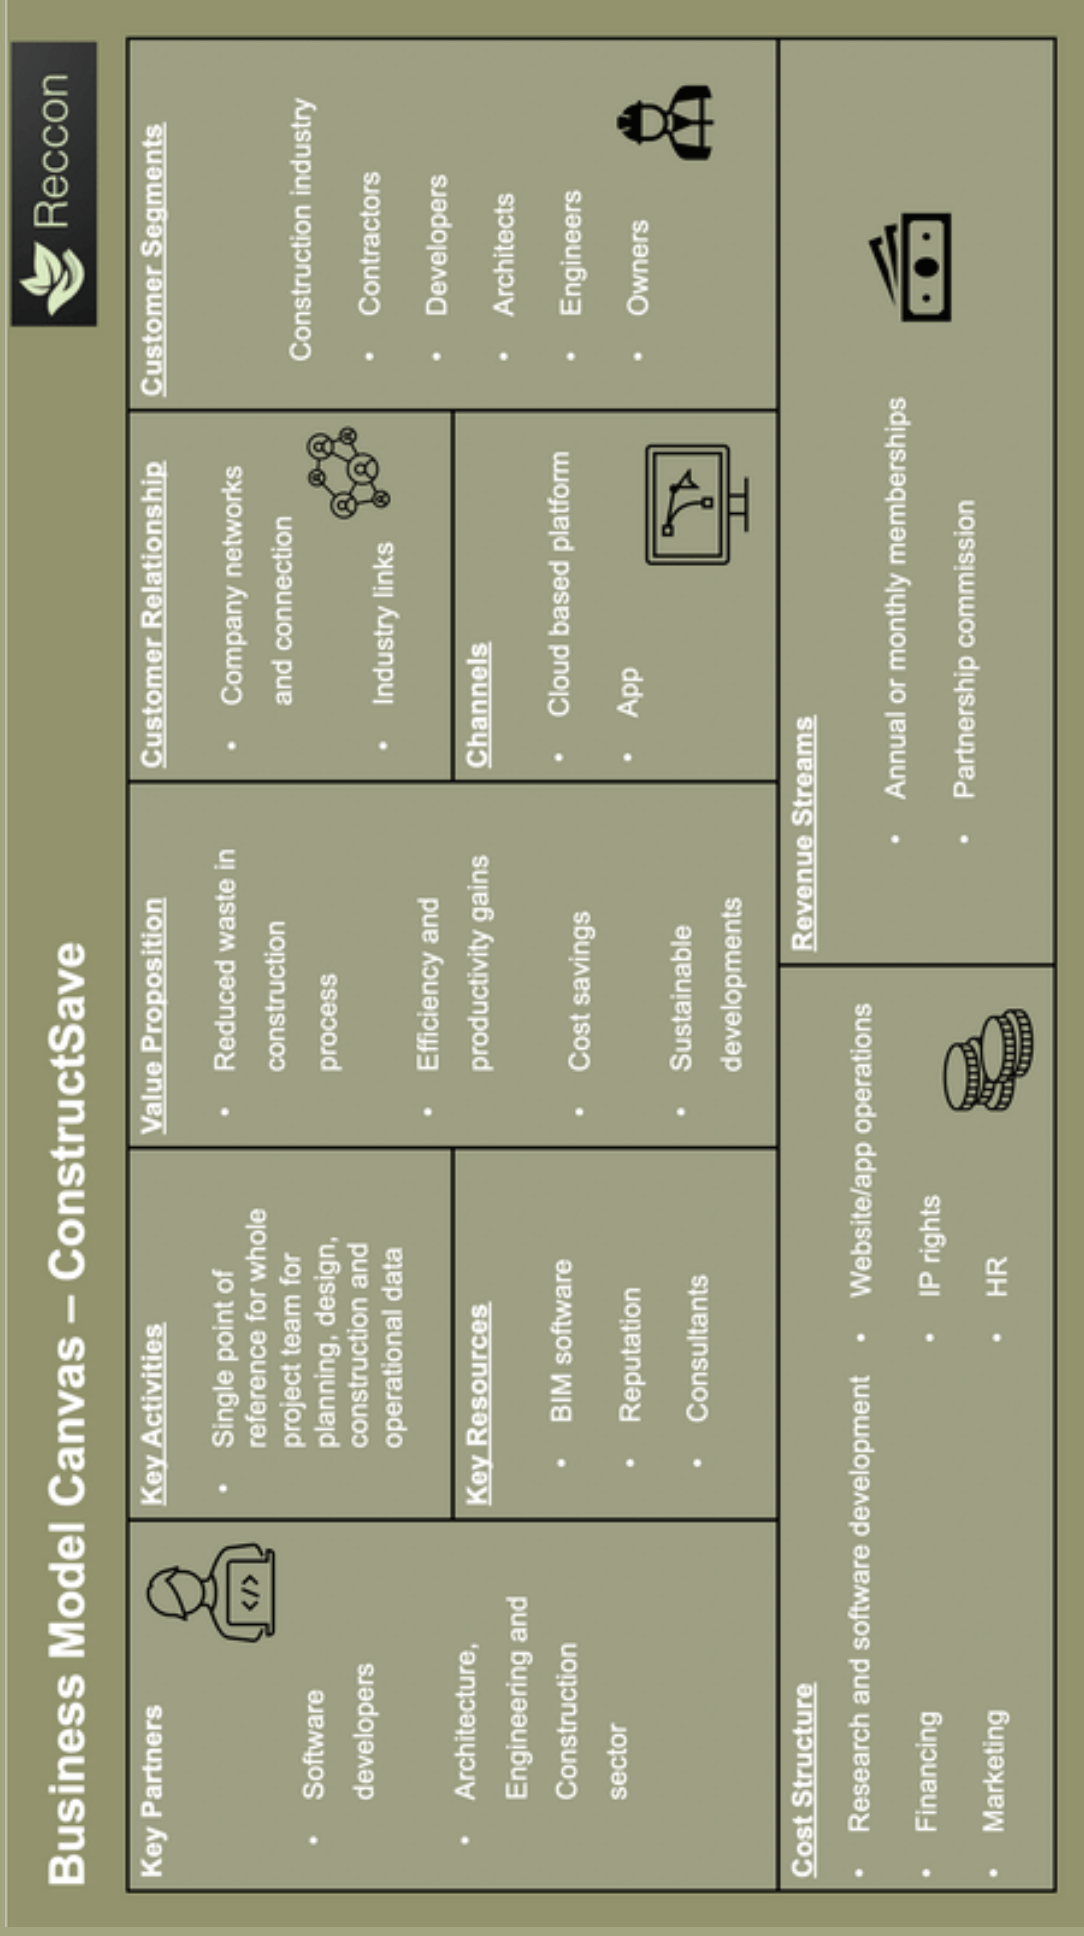 Business Model Canvas – ConstructSave
Reccon
Key Partners
• Software
developers
• Architecture,
Engineering and
Construction
sector
Key Activities
• Single point of
reference for whole
project team for
planning, design,
construction and
operational data
Key Resources
• BIM software
• Reputation
• Consultants
Value Proposition
• Reduced waste in
construction
process
• Efficiency and
productivity gains
• Cost savings
• Sustainable
developments
Customer Relationship
• Company networks
and connection
• Industry links
Channels
• Cloud based platform
• App
Customer Segments
Construction industry
• Contractors
• Developers
• Architects
• Engineers
• Owners
Cost Structure
• Research and software development
• Financing
• Marketing
• Website/app operations
• IP rights
• HR
Revenue Streams
• Annual or monthly memberships
• Partnership commission